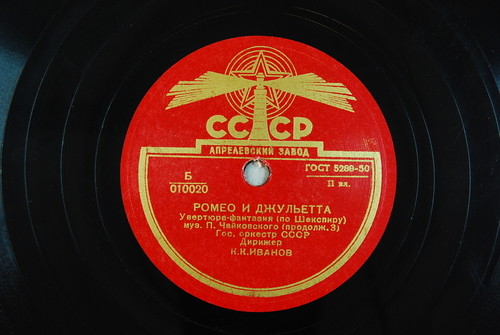 СССР
АПРЕЛЕВСКИЙ ЗАВОД
Б
010020
ГОСТ 5289-50
II кл.
РОМЕО И ДЖУЛЬЕТТА
Увертюра-фантазия (по Шекспиру)
муз. П. Чайковского (продолж.3)
Гос. оркестр СССР
Дирижер
К.К.ИВАНОВ